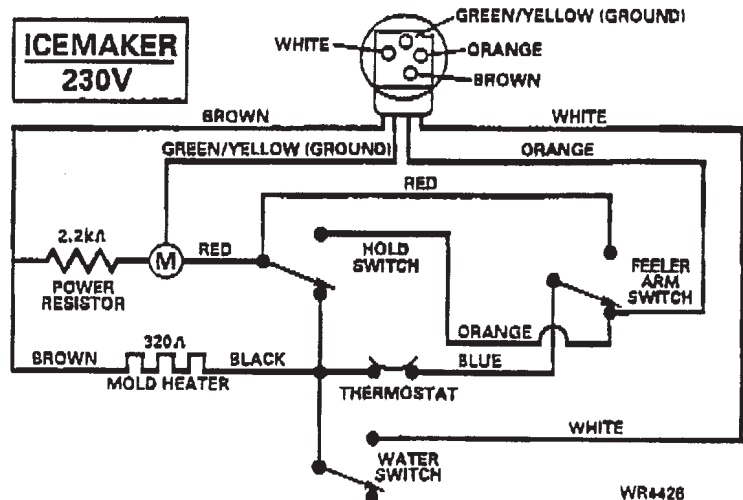 ICEMAKER
230V
GREEN/YELLOW (GROUND)
WHITE
ORANGE
BROWN
BROWN
WHITE
GREEN/YELLOW (GROUND)
ORANGE
RED
2.2kΩ
M
RED
HOLD
SWITCH
FEELER
ARM
SWITCH
POWER
RESISTOR
ORANGE
320Ω
BROWN
BLACK
BLUE
MOLD HEATER
THERMOSTAT
WHITE
WATER
SWITCH
WR4426